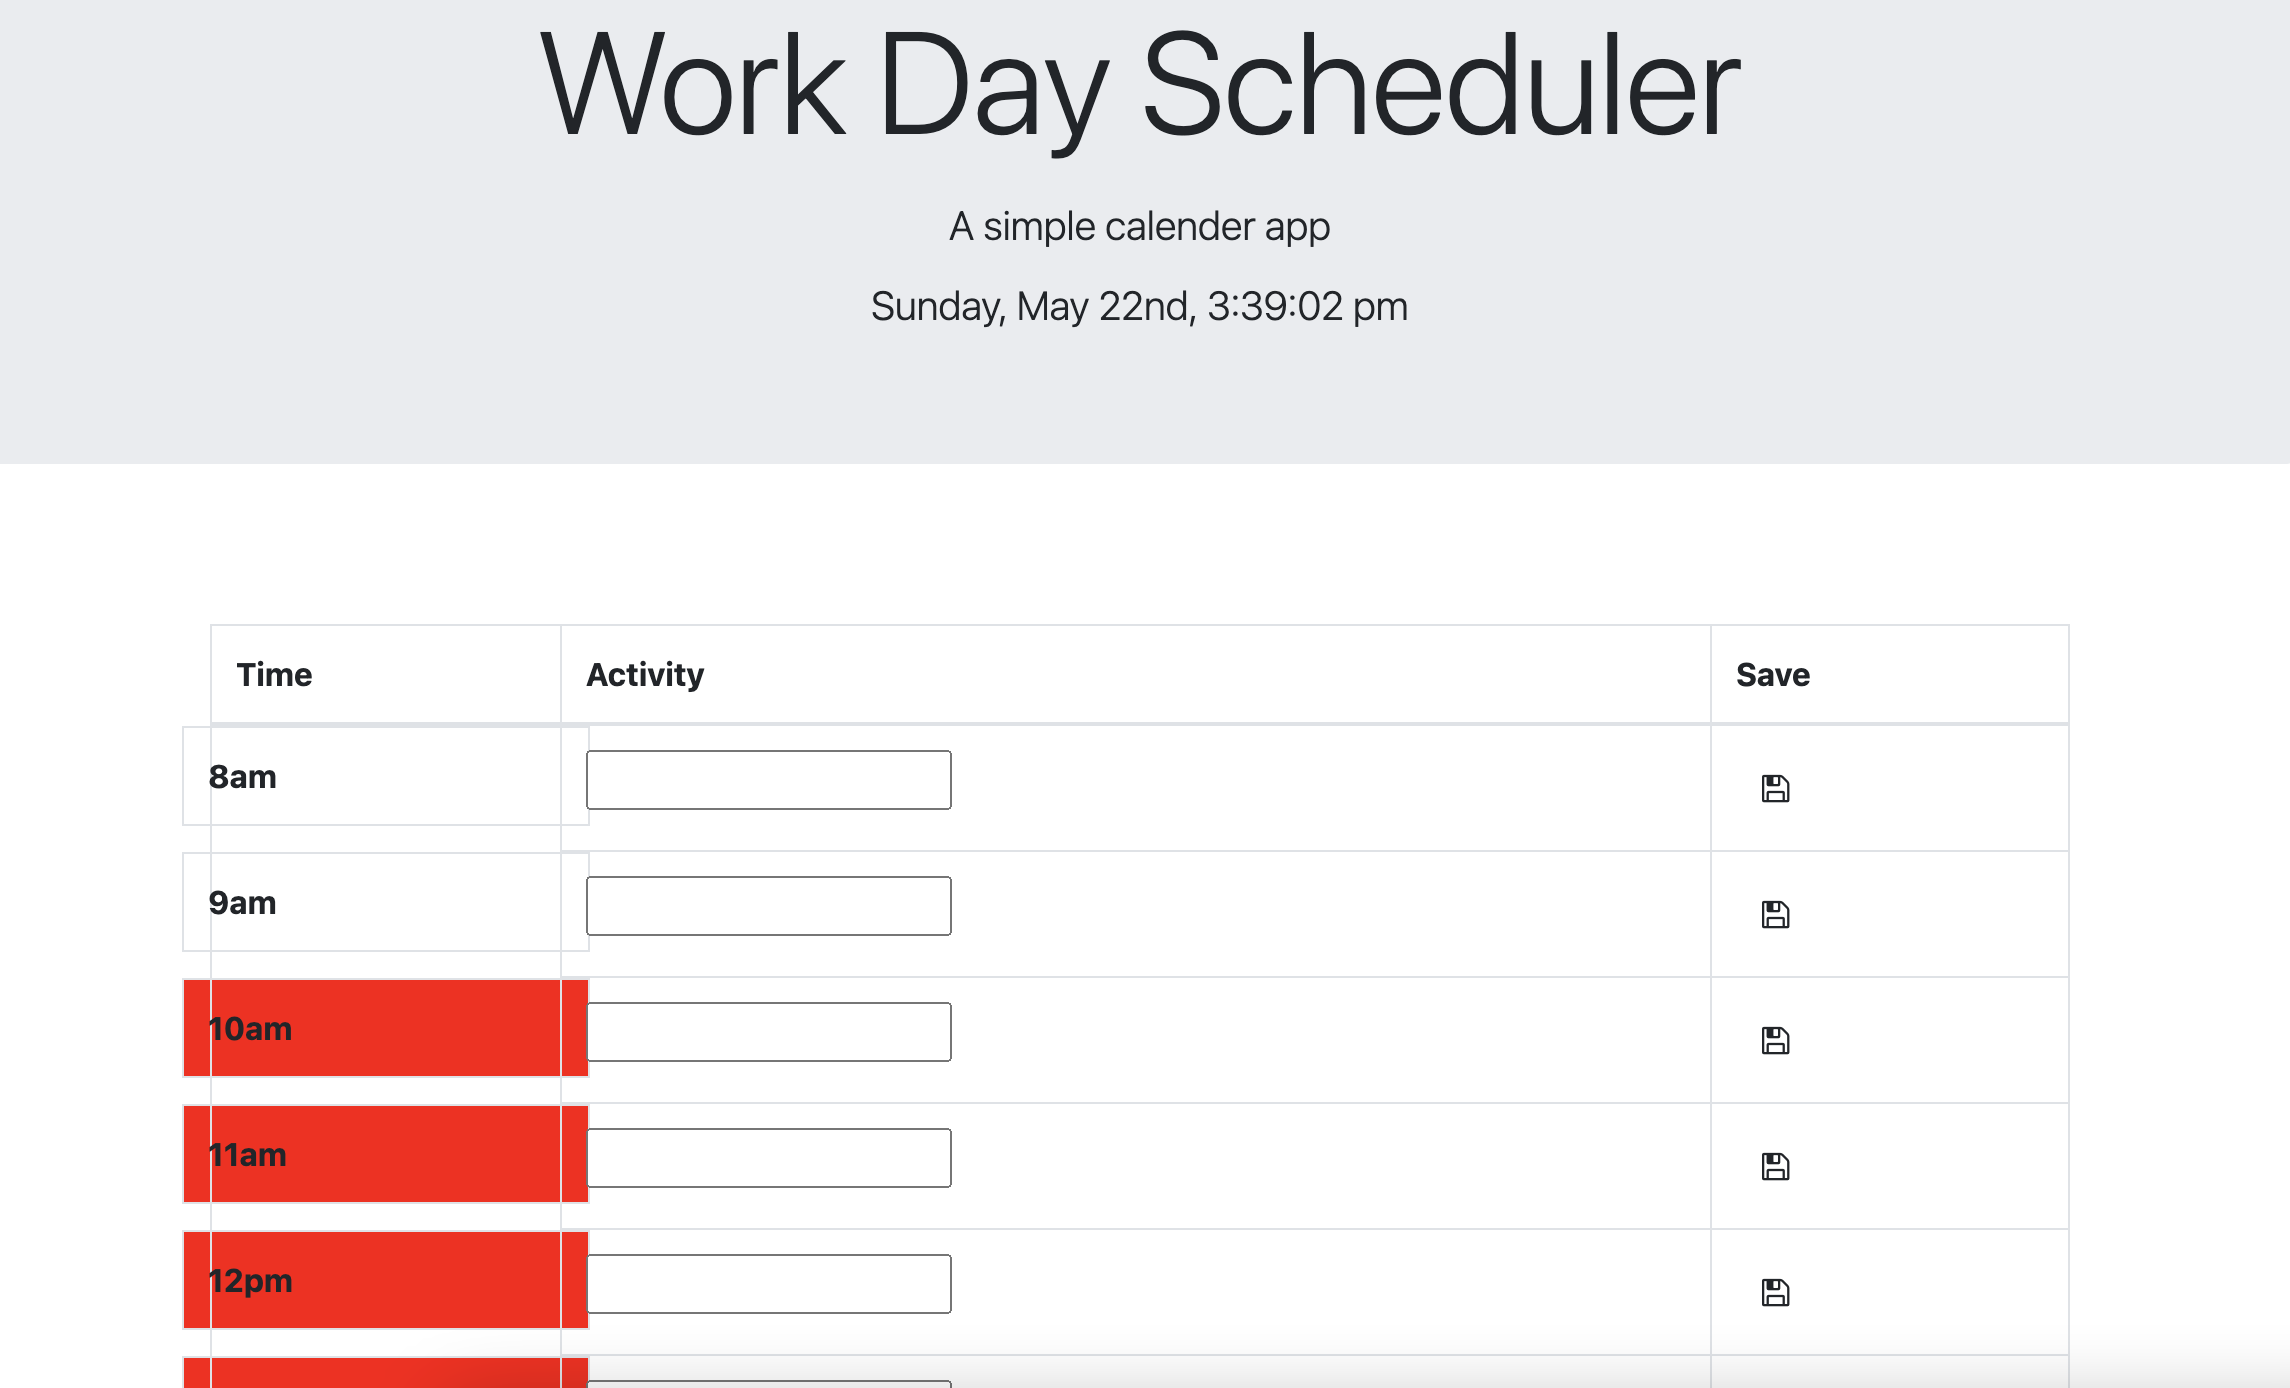 Work Day Scheduler
A simple calender app
Sunday, May 22nd, 3:39:02 pm
Time Activity Save
8am
9am
10am
11am
12pm